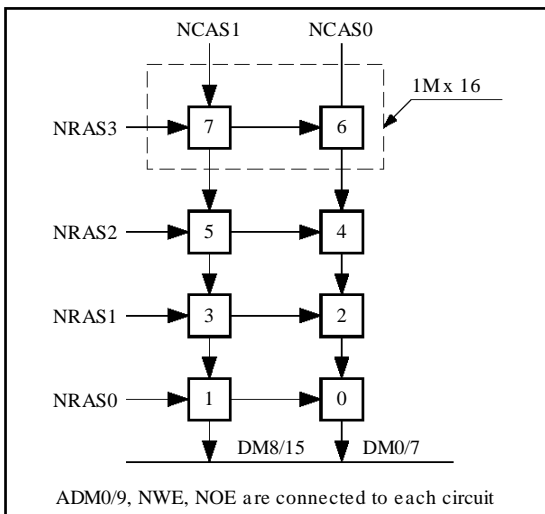 NCAS1 NCAS0
1M x 16
NRAS3 7 6
NRAS2 5 4
NRAS1 3 2
NRAS0 1 0
DM8/15 DM0/7
ADM0/9, NWE, NOE are connected to each circuit